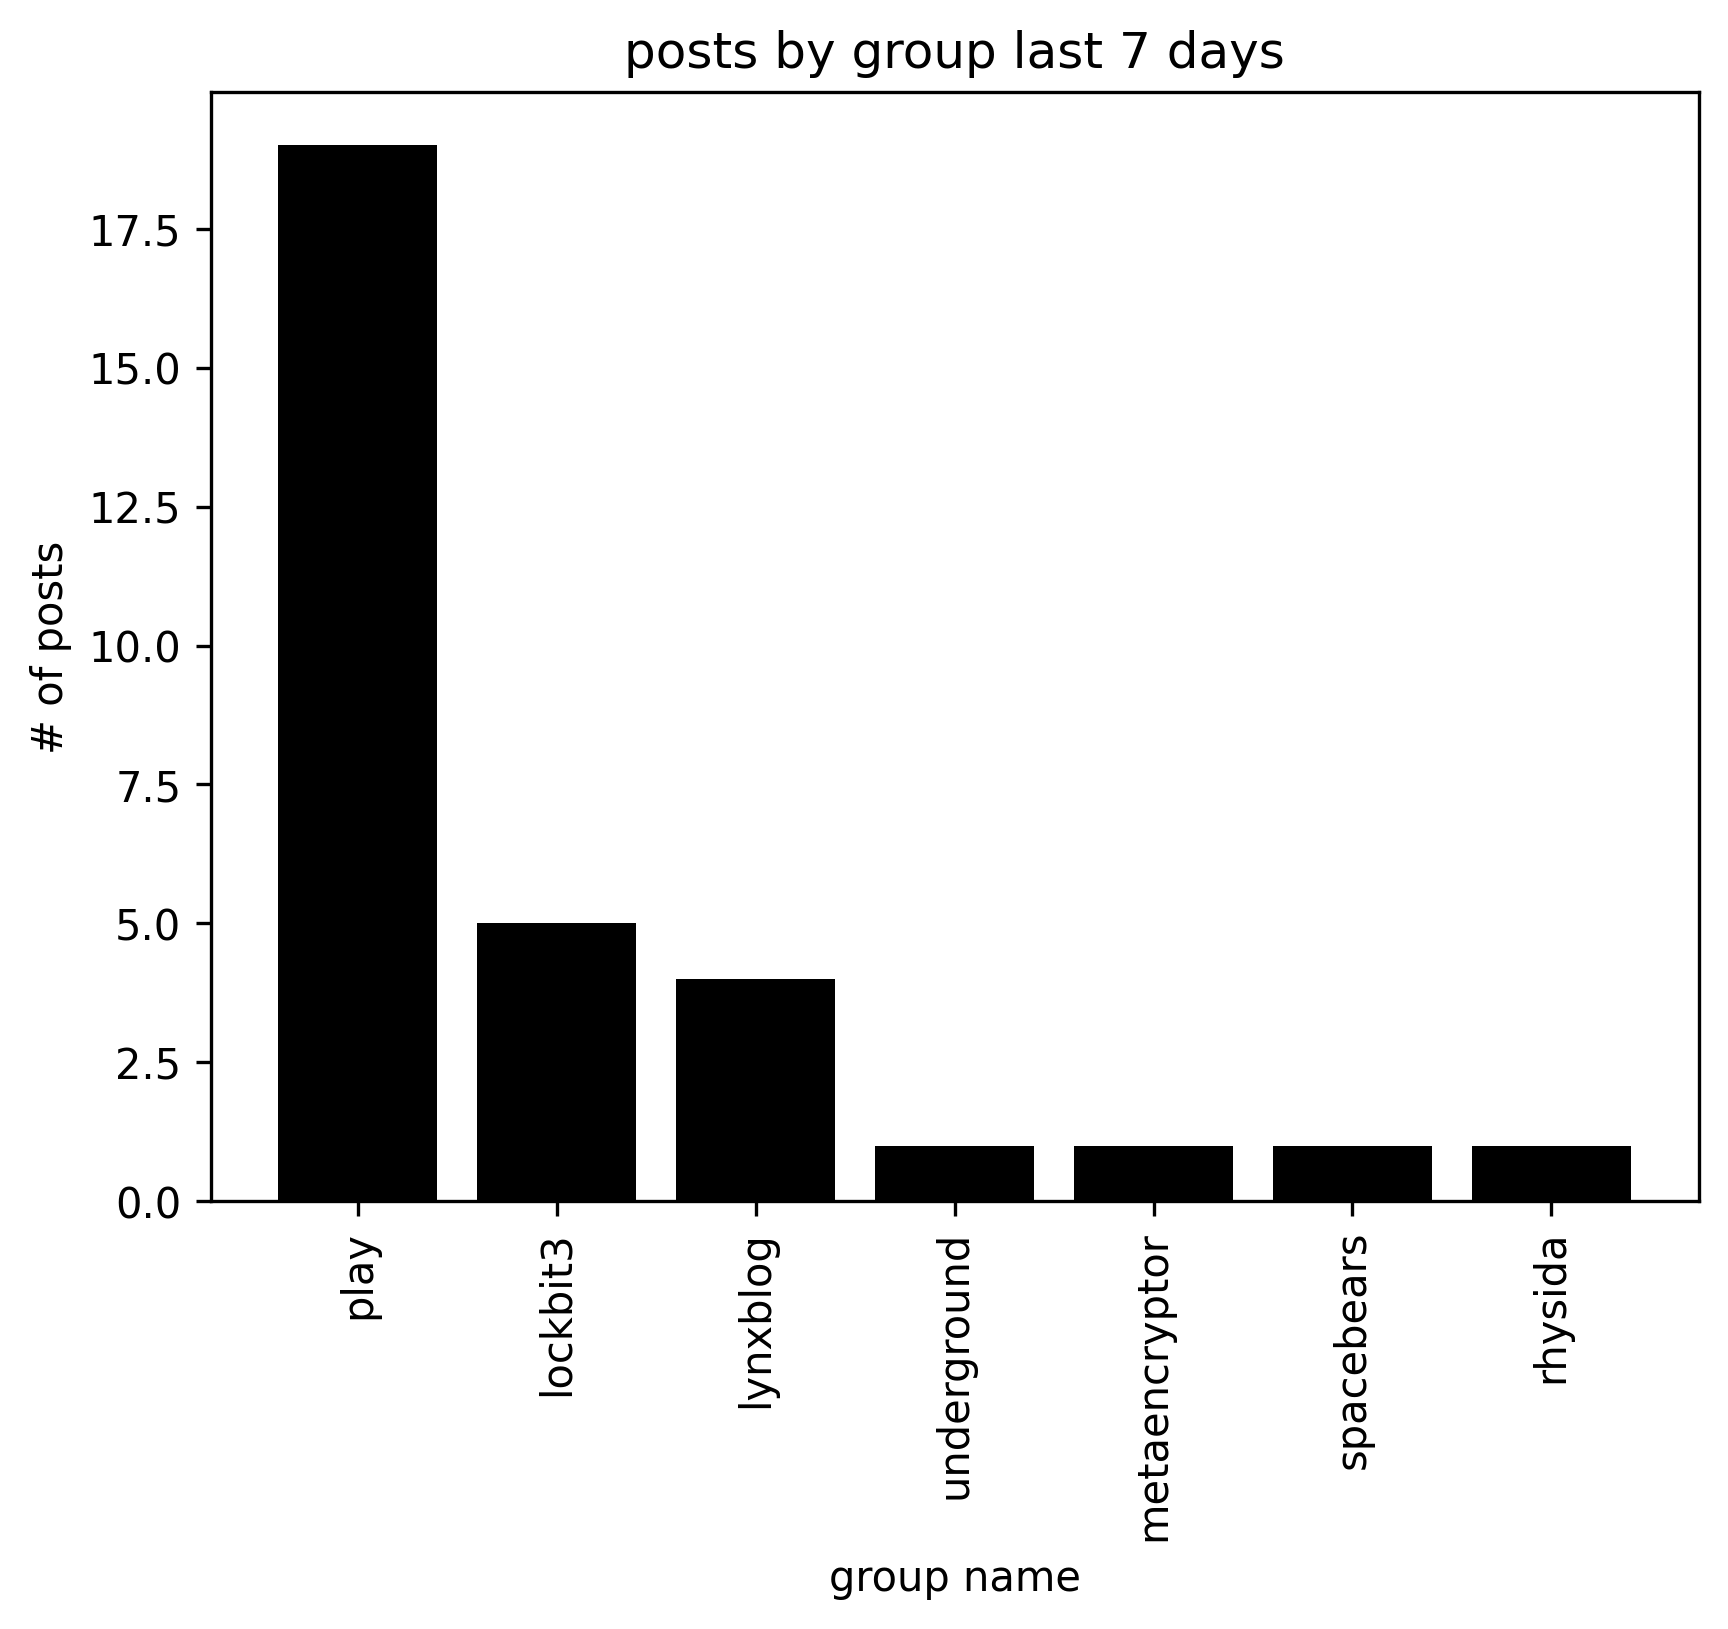 posts by group last 7 days
# of posts
17.5
15.0
12.5
10.0
7.5
5.0
2.5
0.0
play
lockbit3
lynxblog
underground
metaencryptor
spacebears
rhysida
group name